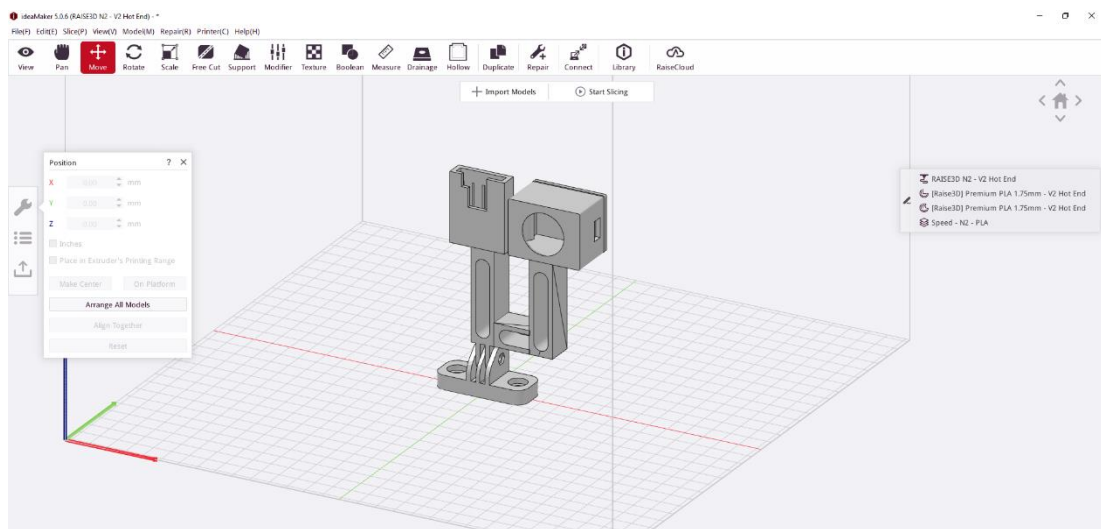 ideaMaker 5.0.6 (RAISE3D N2 - V2 Hot End) - *
File(F) Edit(E) Slice(P) View(V) Model(M) Repair(R) Printer(C) Help(H)
View Pan Move Rotate Scale Free Cut Support Modifier Texture Boolean Measure Drainage Hollow Duplicate Repair Connect Library RaiseCloud
+ Import Models Start Slicing
Position ? ×
X mm
Y mm
Z mm
Inches
Place in Extruder's Printing Range
Make Center On Platform
Arrange All Models
Align Together
Reset
RAISE3D N2 - V2 Hot End
[Raise3D] Premium PLA 1.75mm - V2 Hot End
[Raise3D] Premium PLA 1.75mm - V2 Hot End
Speed - N2 - PLA